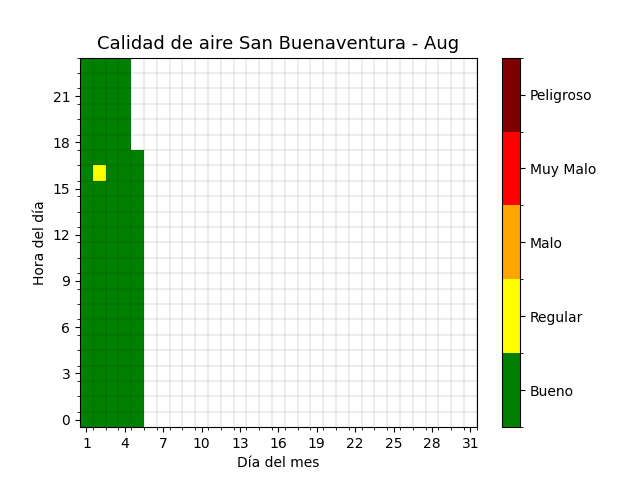 Calidad de aire San Buenaventura - Aug
Hora del día
21
18
15
12
9
6
3
0
1 4 7 10 13 16 19 22 25 28 31
Día del mes
Peligroso
Muy Malo
Malo
Regular
Bueno